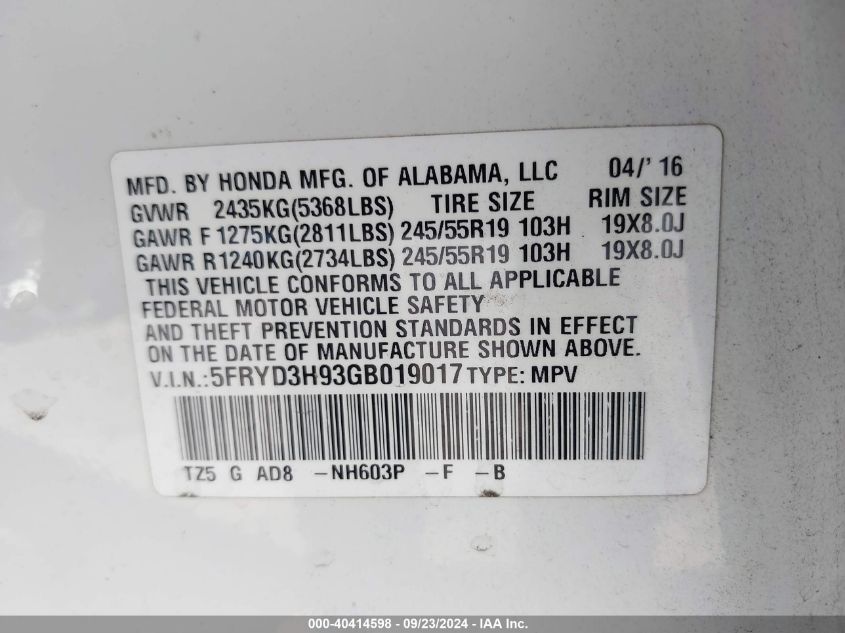 MFD. BY HONDA MFG. OF ALABAMA, LLC 04/' 16
GVWR 2435KG(5368LBS) TIRE SIZE RIM SIZE
GAWR F 1275KG(2811LBS) 245/55R19 103H 19X8.0J
GAWR R1240KG(2734LBS) 245/55R19 103H 19X8.0J
THIS VEHICLE CONFORMS TO ALL APPLICABLE
FEDERAL MOTOR VEHICLE SAFETY
AND THEFT PREVENTION STANDARDS IN EFFECT
ON THE DATE OF MANUFACTURE SHOWN ABOVE.
V.I.N.:5FRYD3H93GB019017 TYPE: MPV
TZ5 G AD8 -NH603P -F -B
000-40414598 - 09/23/2024 - IAA Inc.